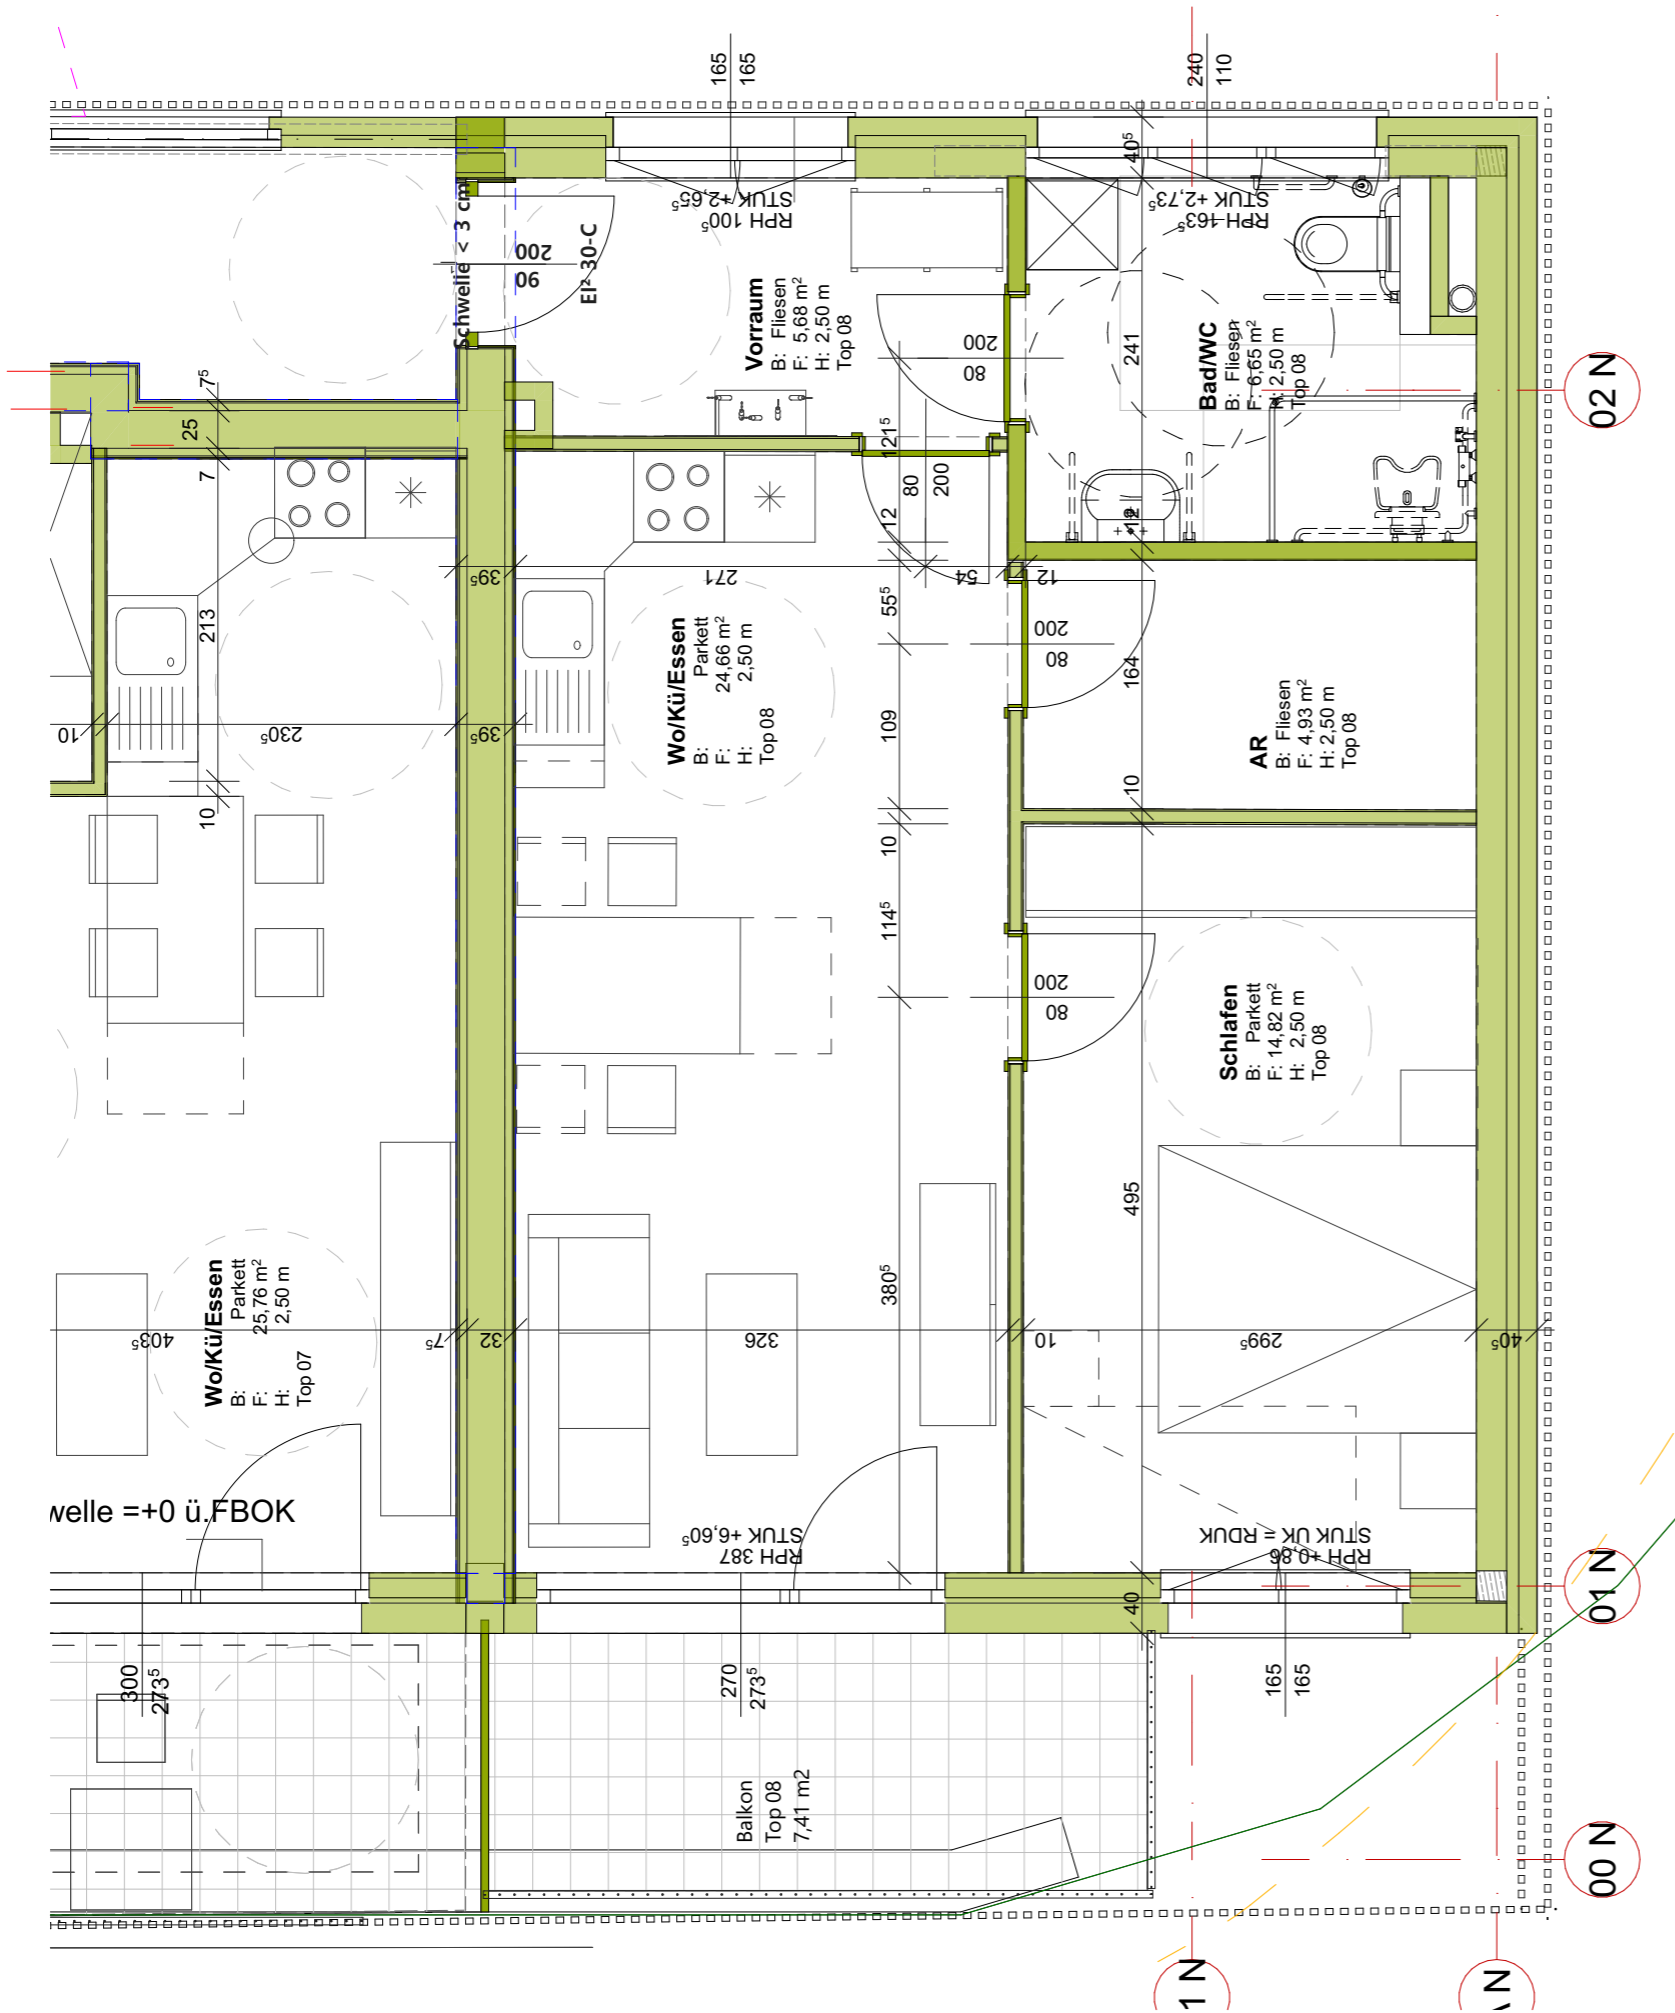 165
165
240
110
40⁵
Schwelle < 3 cm
90
200
EI² 30-C
RPH 100⁵
STUK +2,65⁵
RPH 163⁵
STUK +2,73⁵
Vorraum
B: Fliesen
F: 5,68 m²
H: 2,50 m
Top 08
80
200
241
Bad/WC
B: Fliesen
F: 6,65 m²
H: 2,50 m
Top 08
02 N
7⁵
25
7
121⁵
80
200
12
12
39⁵
271
54
12
213
55⁵
Wo/Kü/Essen
B: Parkett
F: 24,66 m²
H: 2,50 m
Top 08
80
200
164
AR
B: Fliesen
F: 4,93 m²
H: 2,50 m
Top 08
10
230⁵
39⁵
109
10
10
10
114⁵
80
200
Schlafen
B: Parkett
F: 14,82 m²
H: 2,50 m
Top 08
495
380⁵
Wo/Kü/Essen
B: Parkett
F: 25,76 m²
H: 2,50 m
Top 07
403⁵
7⁵
32
326
10
299⁵
40⁵
welle =+0 ü.FBOK
RPH 387
STUK +6,60⁵
RPH +0,86
STUK UK = RDUK
01 N
40
300
273⁵
270
273⁵
165
165
Balkon
Top 08
7,41 m2
00 N
1 N
A N